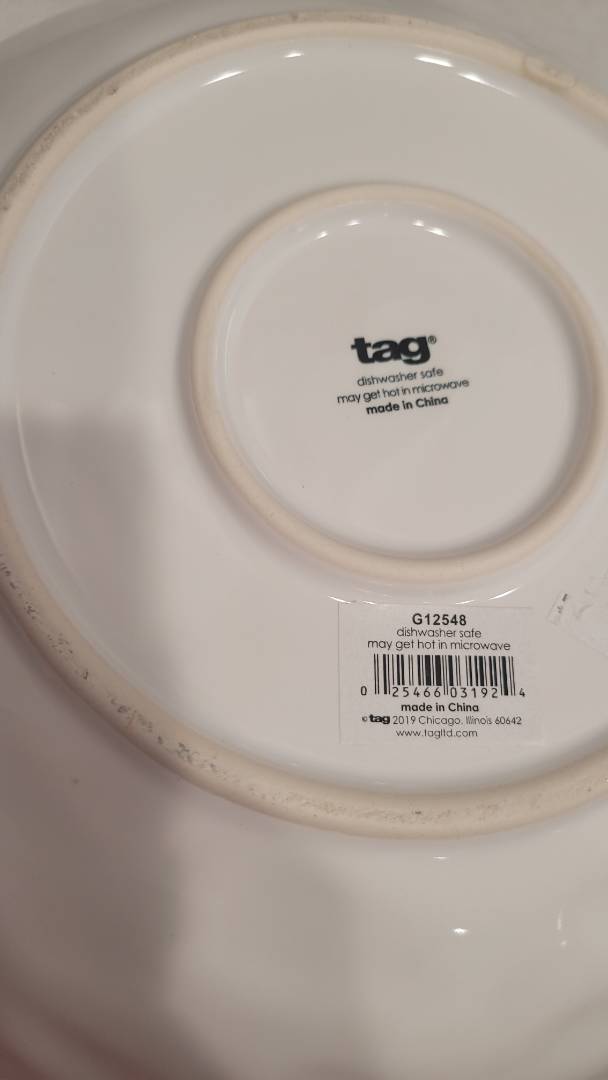 tag®
dishwasher safe
may get hot in microwave
made in China
G12548
dishwasher safe
may get hot in microwave
0 25466 03192 4
made in China
©tag 2019 Chicago, Illinois 60642
www.tagltd.com